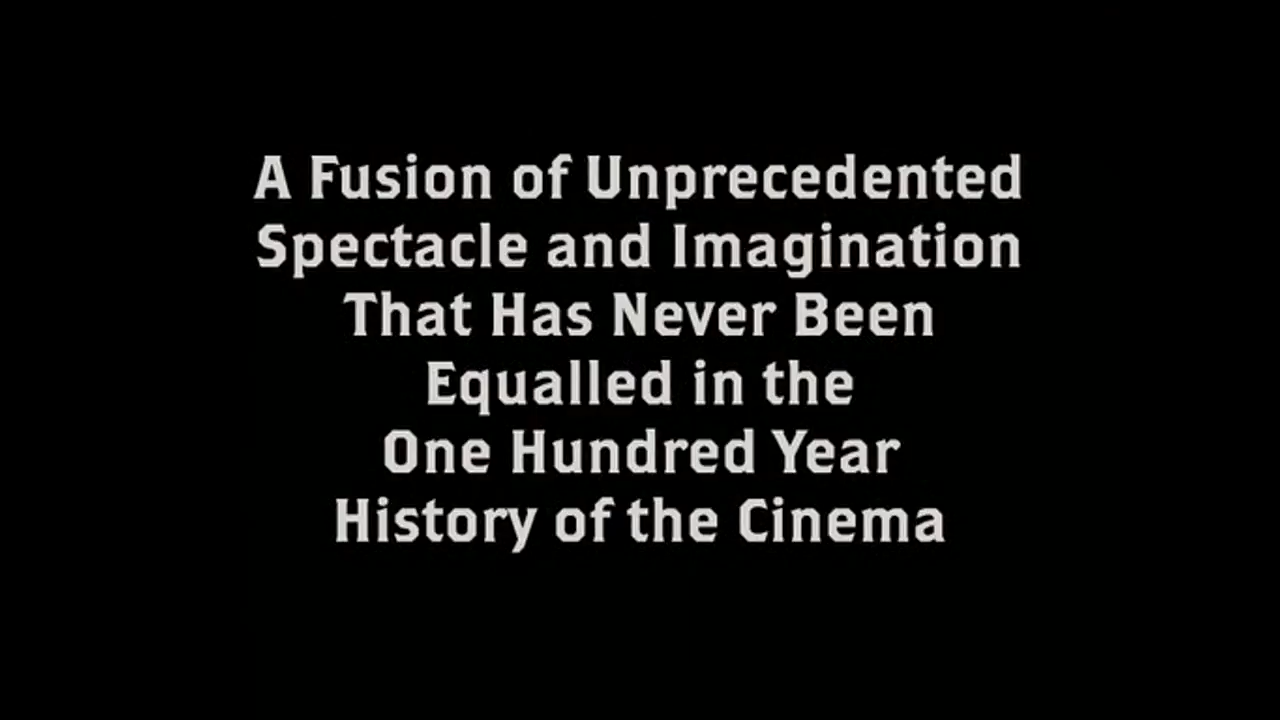 A Fusion of Unprecedented
Spectacle and Imagination
That Has Never Been
Equalled in the
One Hundred Year
History of the Cinema